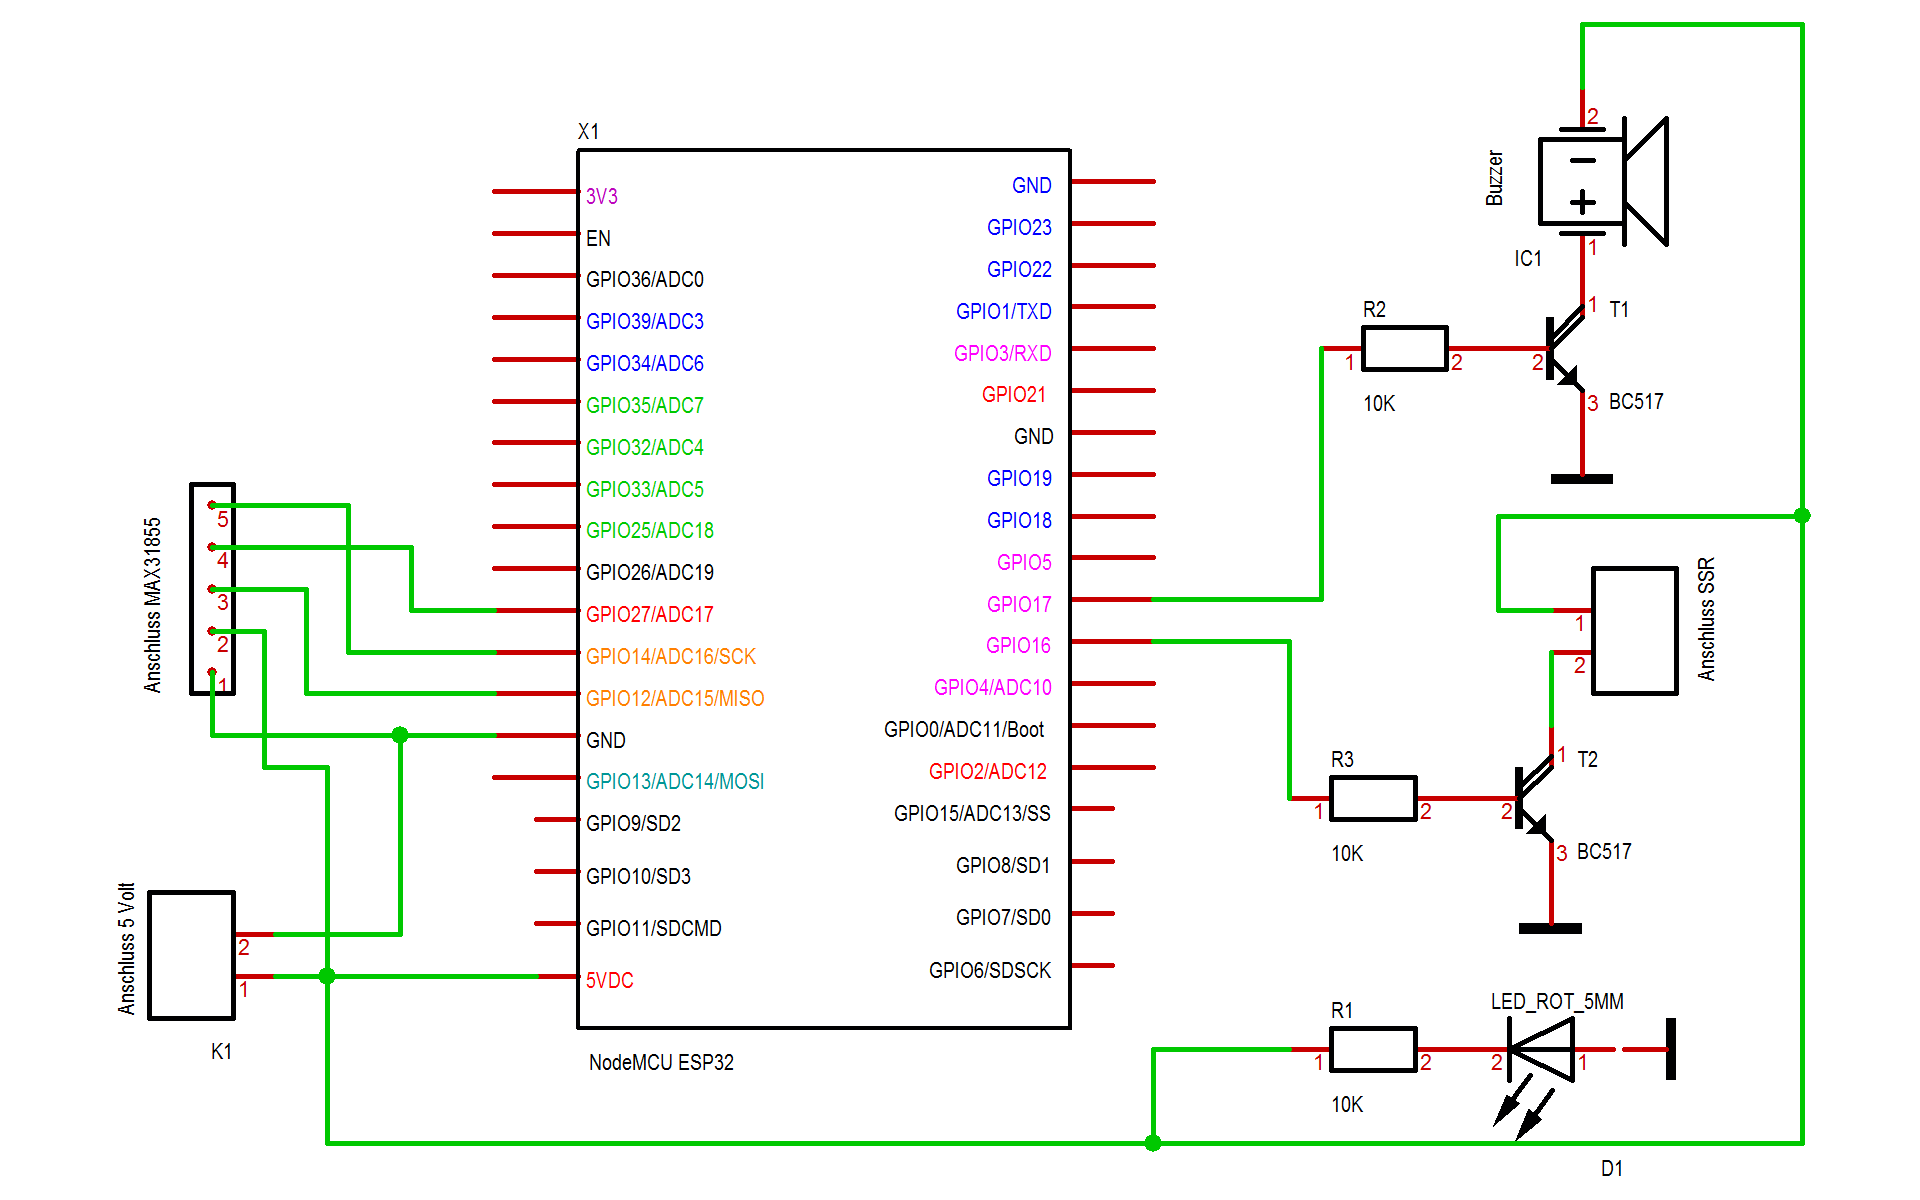 X1
3V3
EN
GPIO36/ADC0
GPIO39/ADC3
GPIO34/ADC6
GPIO35/ADC7
GPIO32/ADC4
GPIO33/ADC5
GPIO25/ADC18
GPIO26/ADC19
GPIO27/ADC17
GPIO14/ADC16/SCK
GPIO12/ADC15/MISO
GND
GPIO13/ADC14/MOSI
GPIO9/SD2
GPIO10/SD3
GPIO11/SDCMD
5VDC
GND
GPIO23
GPIO22
GPIO1/TXD
GPIO3/RXD
GPIO21
GND
GPIO19
GPIO18
GPIO5
GPIO17
GPIO16
GPIO4/ADC10
GPIO0/ADC11/Boot
GPIO2/ADC12
GPIO15/ADC13/SS
GPIO8/SD1
GPIO7/SD0
GPIO6/SDSCK
NodeMCU ESP32
Anschluss MAX31855
5
4
3
2
1
Anschluss 5 Volt
2
1
K1
Buzzer
2
1
IC1
R2
1
2
10K
1
T1
2
3
BC517
Anschluss SSR
1
2
R3
1
2
10K
1
T2
2
3
BC517
R1
1
2
10K
LED_ROT_5MM
2
1
D1